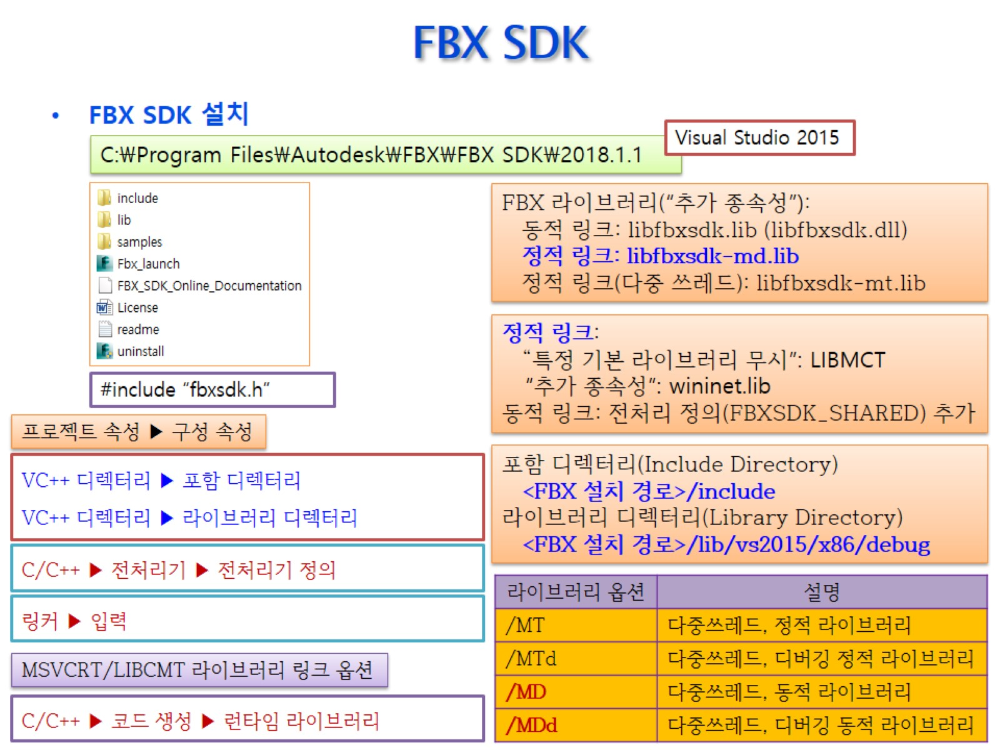 FBX SDK
• FBX SDK 설치
Visual Studio 2015
C:₩Program Files₩Autodesk₩FBX₩FBX SDK₩2018.1.1
include
lib
samples
Fbx_launch
FBX_SDK_Online_Documentation
License
readme
uninstall
#include “fbxsdk.h”
프로젝트 속성 ▶ 구성 속성
VC++ 디렉터리 ▶ 포함 디렉터리
VC++ 디렉터리 ▶ 라이브러리 디렉터리
C/C++ ▶ 전처리기 ▶ 전처리기 정의
링커 ▶ 입력
MSVCRT/LIBCMT 라이브러리 링크 옵션
C/C++ ▶ 코드 생성 ▶ 런타임 라이브러리
FBX 라이브러리(“추가 종속성”):
동적 링크: libfbxsdk.lib (libfbxsdk.dll)
정적 링크: libfbxsdk-md.lib
정적 링크(다중 쓰레드): libfbxsdk-mt.lib
정적 링크:
“특정 기본 라이브러리 무시”: LIBMCT
“추가 종속성”: wininet.lib
동적 링크: 전처리 정의(FBXSDK_SHARED) 추가
포함 디렉터리(Include Directory)
<FBX 설치 경로>/include
라이브러리 디렉터리(Library Directory)
<FBX 설치 경로>/lib/vs2015/x86/debug
라이브러리 옵션 설명
/MT 다중쓰레드, 정적 라이브러리
/MTd 다중쓰레드, 디버깅 정적 라이브러리
/MD 다중쓰레드, 동적 라이브러리
/MDd 다중쓰레드, 디버깅 동적 라이브러리